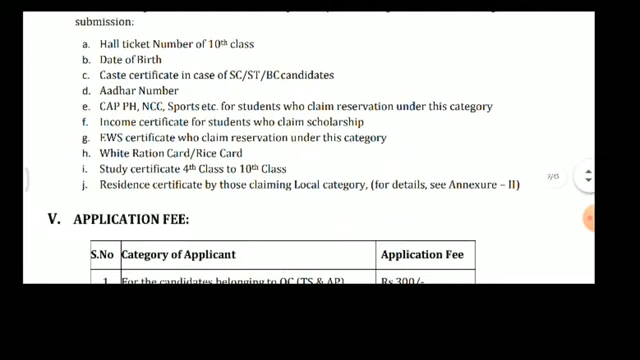 submission:
a. Hall ticket Number of 10th class
b. Date of Birth
c. Caste certificate in case of SC/ST/BC candidates
d. Aadhar Number
e. CAP PH, NCC, Sports etc. for students who claim reservation under this category
f. Income certificate for students who claim scholarship
g. EWS certificate who claim reservation under this category
h. White Ration Card/Rice Card
i. Study certificate 4th Class to 10th Class
j. Residence certificate by those claiming Local category, (for details, see Annexure – II)
V. APPLICATION FEE:
S.No Category of Applicant Application Fee
1 For the candidates belonging to OC (TS & AP) Rs 300/-